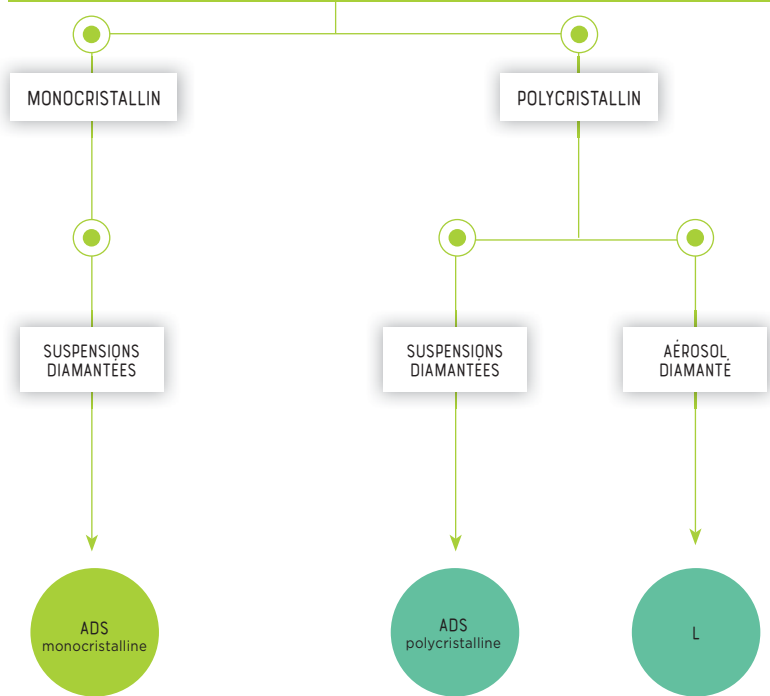 MONOCRISTALLIN
POLYCRISTALLIN
SUSPENSIONS
DIAMANTÉES
SUSPENSIONS
DIAMANTÉES
AÉROSOL
DIAMANTÉ
ADS
monocristalline
ADS
polycristalline
L